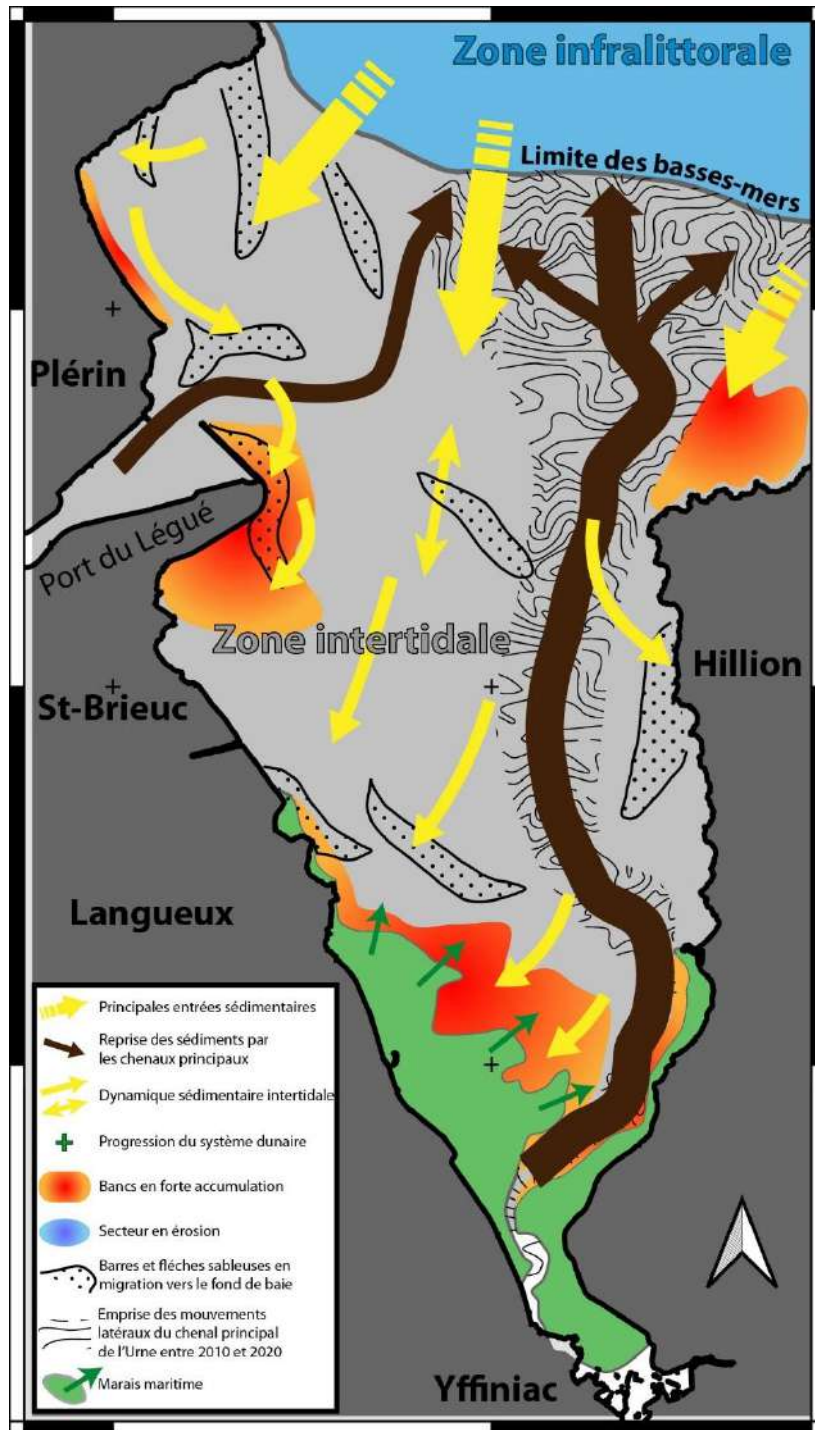 Zone infralittorale
Limite des basses-mers
Plérin
Port du Légué
Zone intertidale
Hillion
St-Brieuc
Langueux
Principales entrées sédimentaires
Reprise des sédiments par
les chenaux principaux
Dynamique sédimentaire intertidale
Progression du système dunaire
Bancs en forte accumulation
Secteur en érosion
Barres et flèches sableuses en
migration vers le fond de baie
Emprise des mouvements
latéraux du chenal principal
de l'Urne entre 2010 et 2020
Marais maritime
Yffiniac